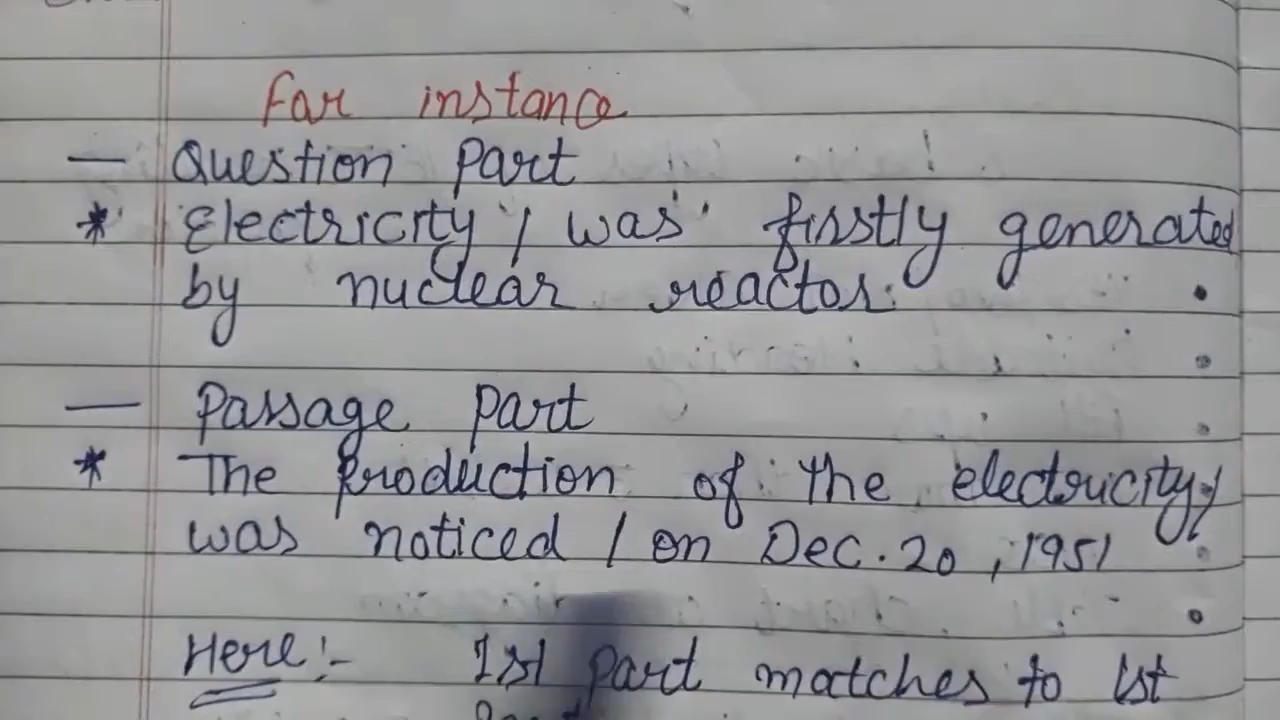 For instance
— Question Part
* Electricity / was firstly generated
by nuclear reactor.
— Passage Part
* The Production of the electricity /
was noticed / on Dec. 20, 1951
Here :- 1st part matches to 1st